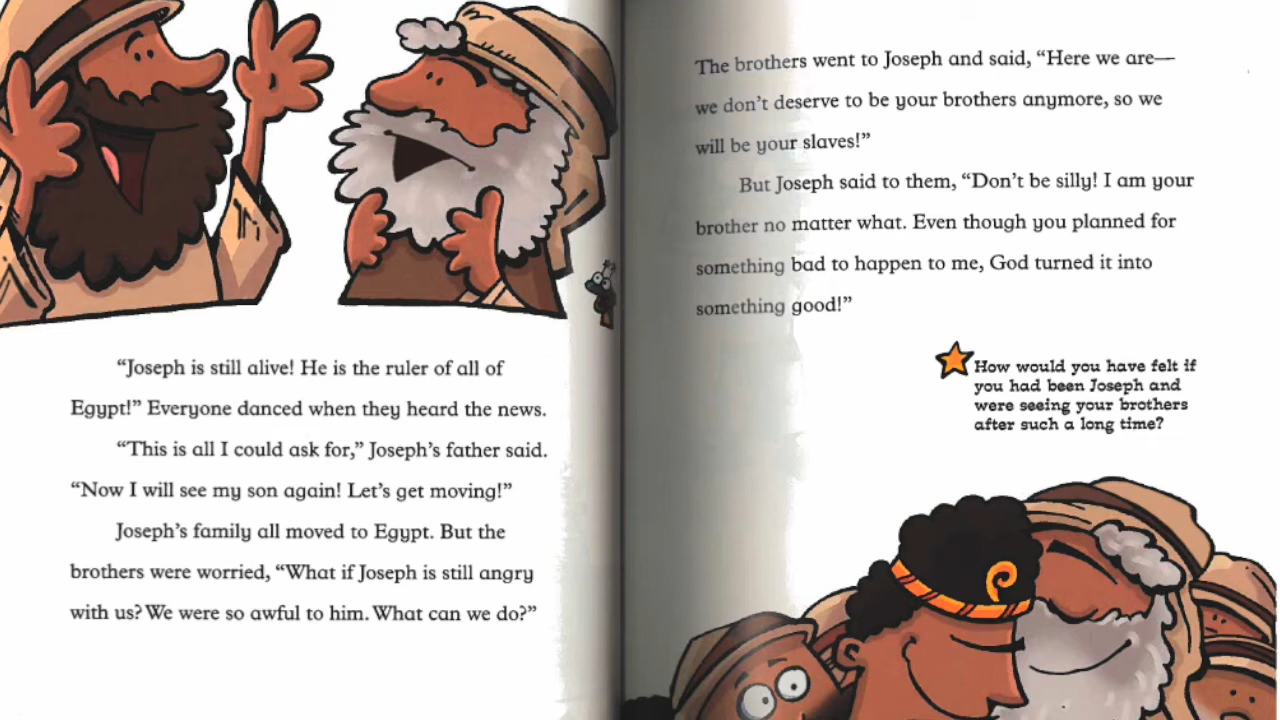 “Joseph is still alive! He is the ruler of all of
Egypt!” Everyone danced when they heard the news.
“This is all I could ask for,” Joseph’s father said.
“Now I will see my son again! Let’s get moving!”
Joseph’s family all moved to Egypt. But the
brothers were worried, “What if Joseph is still angry
with us? We were so awful to him. What can we do?”
The brothers went to Joseph and said, “Here we are—
we don’t deserve to be your brothers anymore, so we
will be your slaves!”
But Joseph said to them, “Don’t be silly! I am your
brother no matter what. Even though you planned for
something bad to happen to me, God turned it into
something good!”
How would you have felt if
you had been Joseph and
were seeing your brothers
after such a long time?